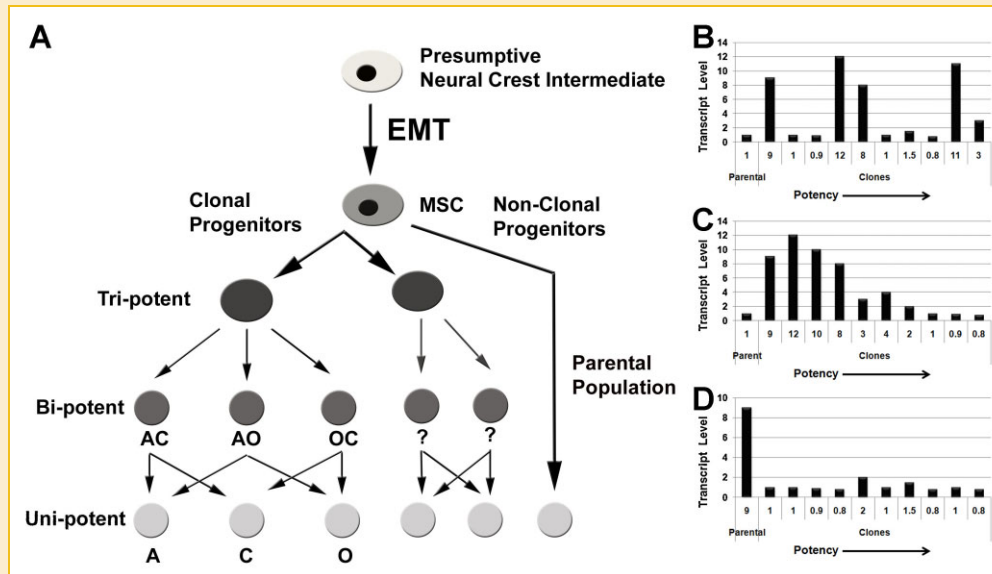 A
Presumptive
Neural Crest Intermediate
EMT
Clonal
Progenitors
MSC
Non-Clonal
Progenitors
Tri-potent
Parental
Population
Bi-potent
AC AO OC ? ?
Uni-potent
A C O
B
Transcript Level
14
12
10
8
6
4
2
0
1 9 1 0.9 12 8 1 1.5 0.8 11 3
Parental Clones
Potency
C
Transcript Level
14
12
10
8
6
4
2
0
1 9 12 10 8 3 4 2 1 0.9 0.8
Parent Clones
Potency
D
Transcript Level
10
8
6
4
2
0
9 1 1 0.9 0.8 2 1 1.5 0.8 1 0.8
Parental Clones
Potency